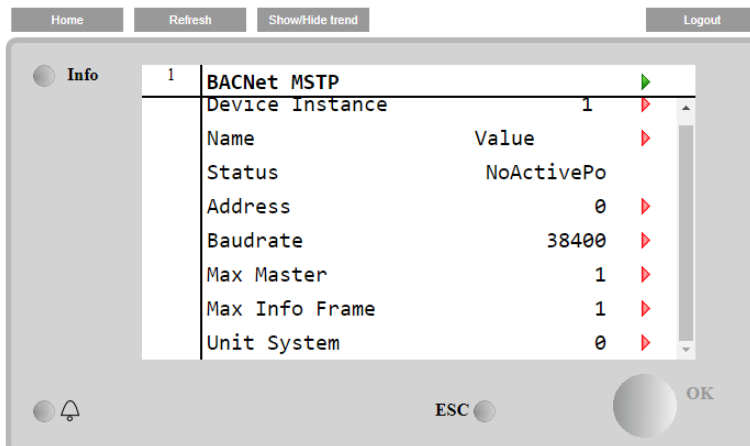 Home Refresh Show/Hide trend Logout
Info 1 BACNet MSTP
Device Instance 1
Name Value
Status NoActivePo
Address 0
Baudrate 38400
Max Master 1
Max Info Frame 1
Unit System 0
ESC OK